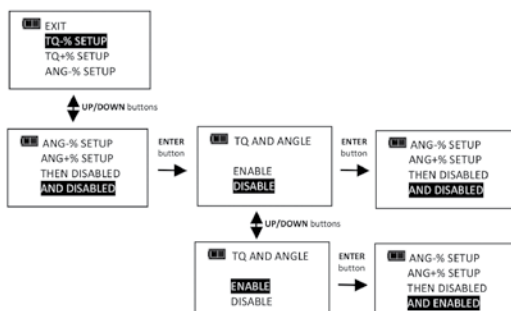 EXIT
TQ-% SETUP
TQ+% SETUP
ANG-% SETUP
UP/DOWN buttons
ANG-% SETUP
ANG+% SETUP
THEN DISABLED
AND DISABLED
ENTER
button
TQ AND ANGLE
ENABLE
DISABLE
ENTER
button
ANG-% SETUP
ANG+% SETUP
THEN DISABLED
AND DISABLED
UP/DOWN buttons
TQ AND ANGLE
ENABLE
DISABLE
ENTER
button
ANG-% SETUP
ANG+% SETUP
THEN DISABLED
AND ENABLED